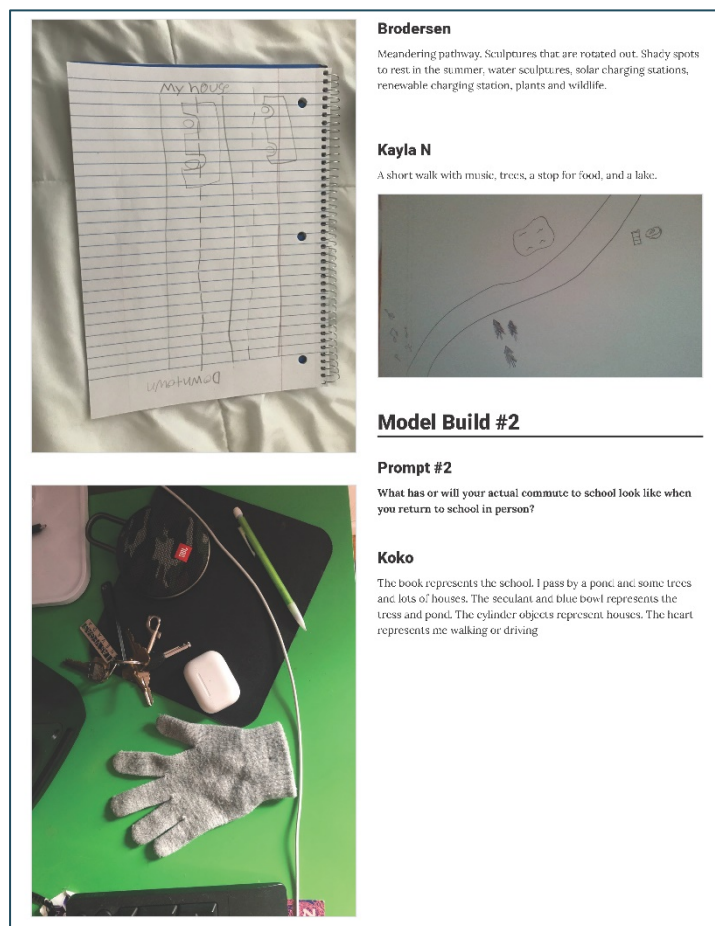 My house
Downtown
JBL
Brodersen
Meandering pathway. Sculptures that are rotated out. Shady spots
to rest in the summer, water sculptures, solar charging stations,
renewable charging station, plants and wildlife.
Kayla N
A short walk with music, trees, a stop for food, and a lake.
Model Build #2
Prompt #2
What has or will your actual commute to school look like when
you return to school in person?
Koko
The book represents the school. I pass by a pond and some trees
and lots of houses. The seculant and blue bowl represents the
tress and pond. The cylinder objects represent houses. The heart
represents me walking or driving